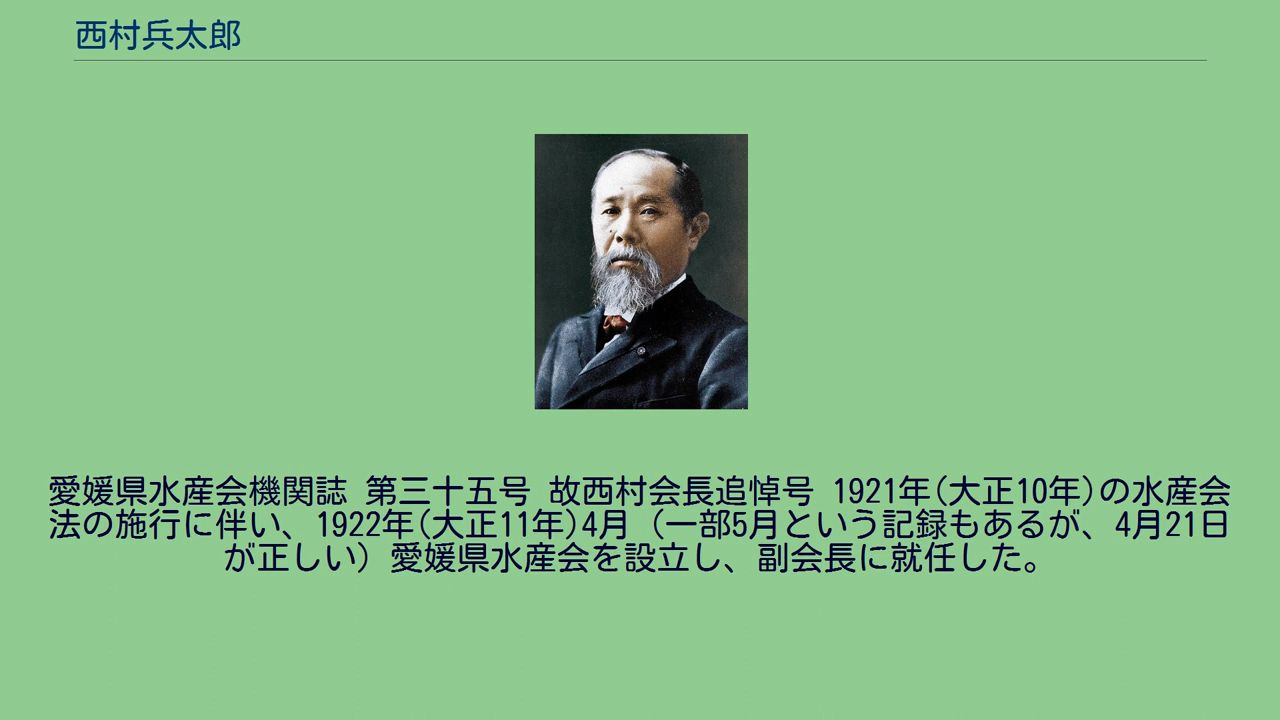 西村兵太郎
愛媛県水産会機関誻 第三十五号 故西村会長追悼号 1921年(大正10年)の水産会
法の施行に伴い、1922年(大正11年)4月（一部5月という記録もあるが、4月21日
が正しい）愛媛県水産会を設立し、副会長に就任した。